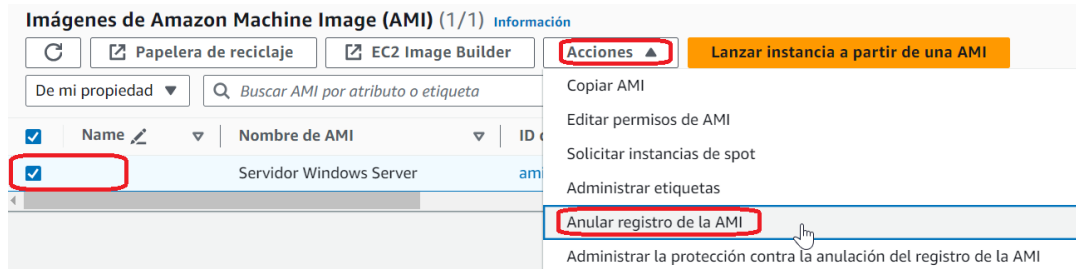 Imágenes de Amazon Machine Image (AMI) (1/1) Información
Papelera de reciclaje EC2 Image Builder Acciones Lanzar instancia a partir de una AMI
De mi propiedad Buscar AMI por atributo o etiqueta
Copiar AMI
Editar permisos de AMI
Name Nombre de AMI ID
Solicitar instancias de spot
Servidor Windows Server ami
Administrar etiquetas
Anular registro de la AMI
Administrar la protección contra la anulación del registro de la AMI